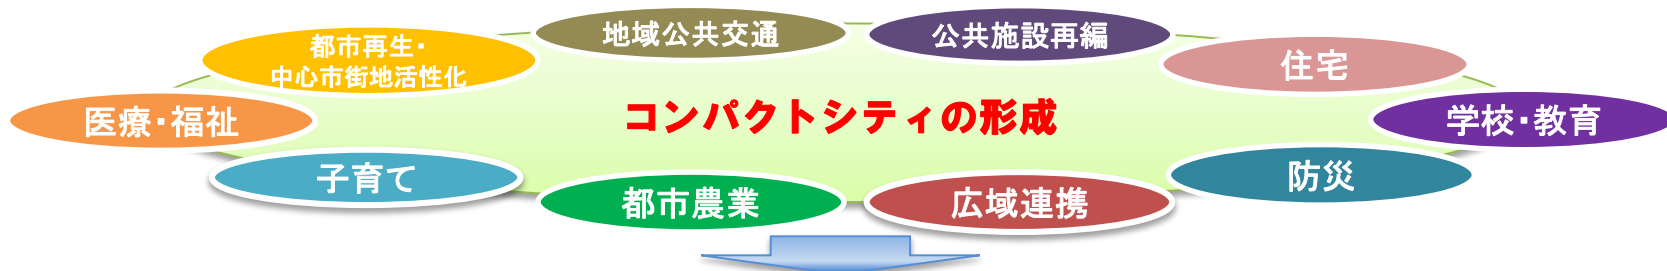 地域公共交通
公共施設再編
都市再生・
中心市街地活性化
住宅
コンパクトシティの形成
医療・福祉
学校・教育
子育て
防災
都市農業
広域連携